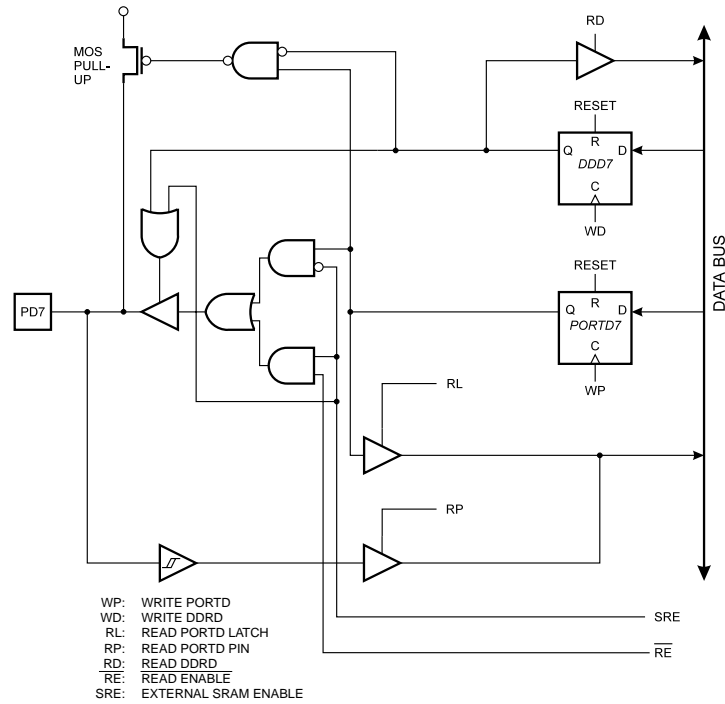 RD
MOS
PULL-
UP
RESET
R
Q
D
DDD7
C
WD
DATA BUS
RESET
R
Q
D
PD7
PORTD7
C
WP
RL
RP
WP: WRITE PORTD
WD: WRITE DDRD
RL: READ PORTD LATCH
RP: READ PORTD PIN
RD: READ DDRD
RE: READ ENABLE
SRE: EXTERNAL SRAM ENABLE
SRE
RE